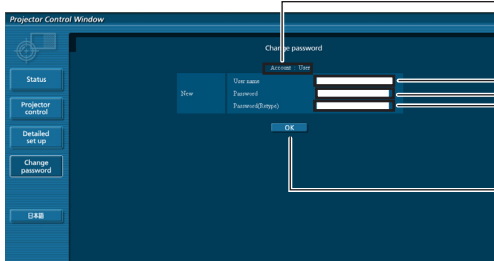 Projector Control Window
Change password
Account : User
Status
Projector control
Detailed set up
Change password
日本語
New
User name
Password
Password(Retype)
OK